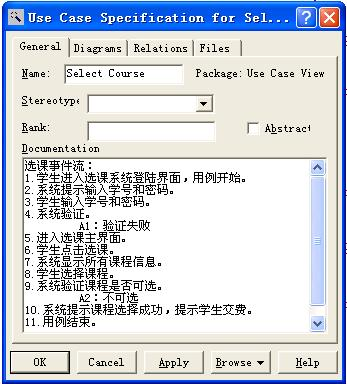 Use Case Specification for Sel...
General Diagrams Relations Files
Name: Select Course Package: Use Case View
Stereotype
Rank: Abstract
Documentation
选课事件流：
1.学生进入选课系统登陆界面，用例开始。
2.系统提示输入学号和密码。
3.学生输入学号和密码。
4.系统验证。
A1：验证失败
5.进入选课主界面。
6.学生点击选课。
7.系统显示所有课程信息。
8.学生选择课程。
9.系统验证课程是否可选。
A2：不可选
10.系统提示课程选择成功，提示学生交费。
11.用例结束。
OK Cancel Apply Browse Help